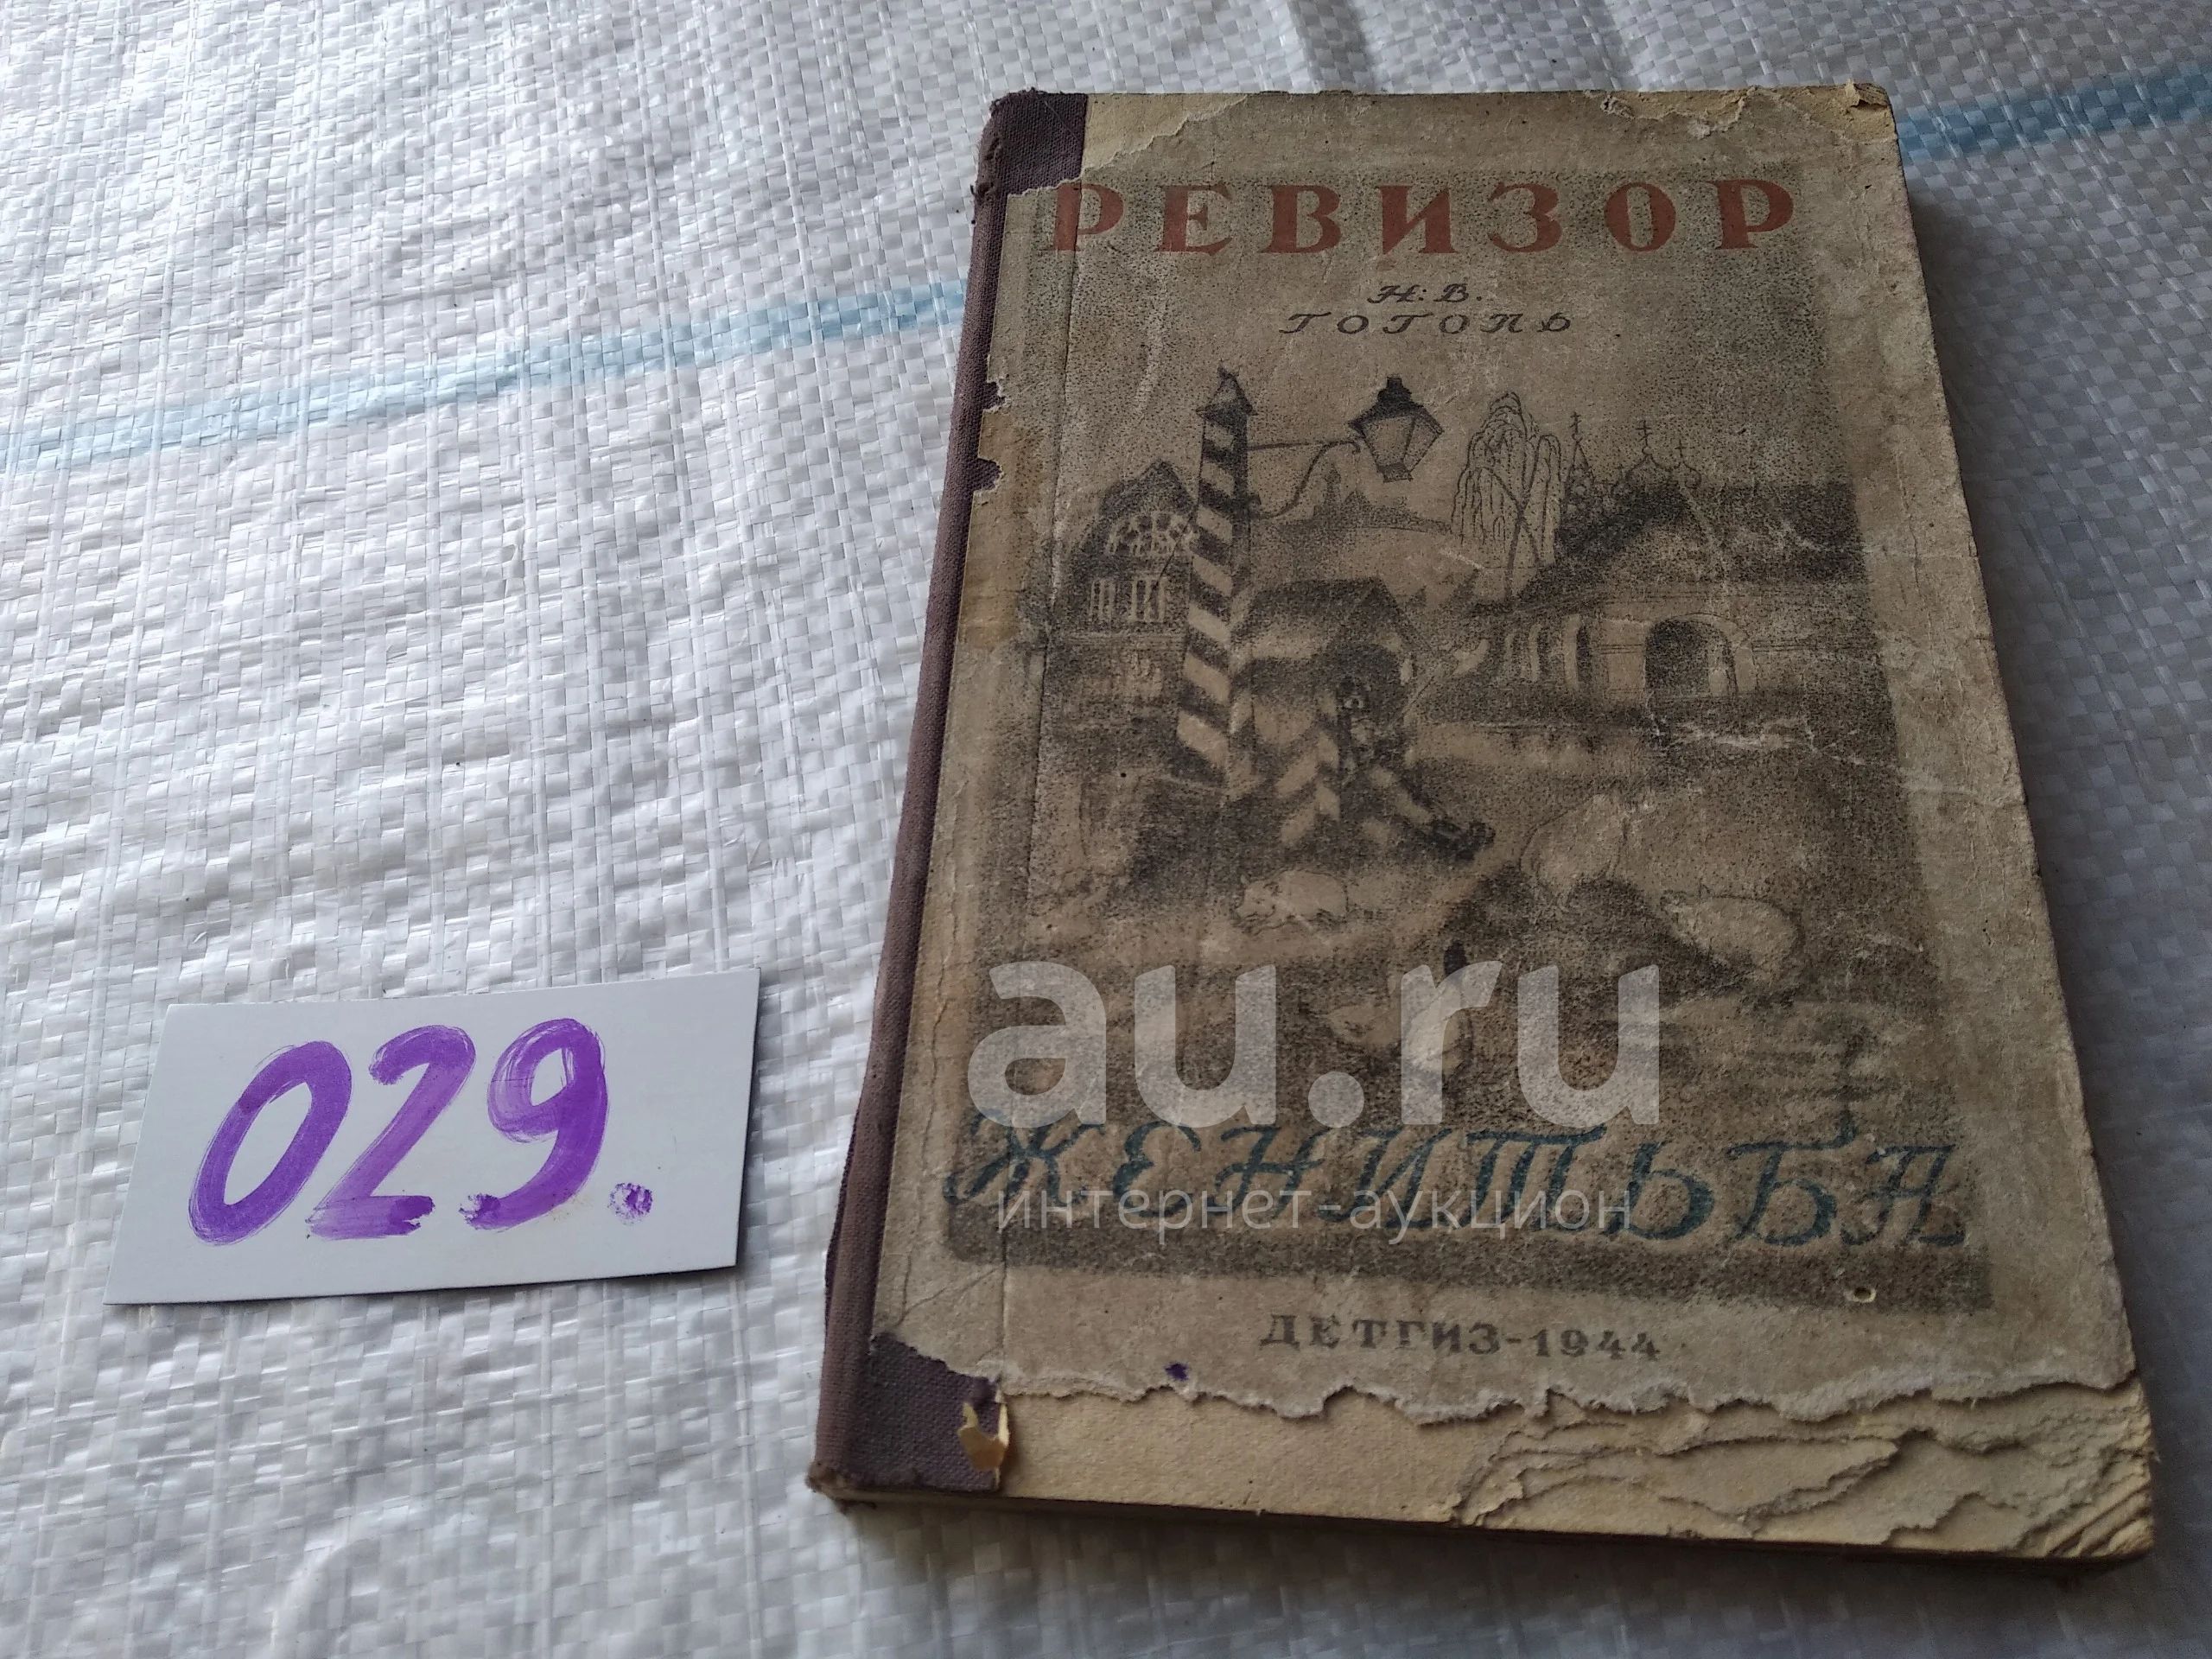 РЕВИЗОР
Н. В.
ГОГОЛЬ
au.ru
ЖЕНИТЬБА
интернет-аукцион
ДЕТГИЗ-1944
029.